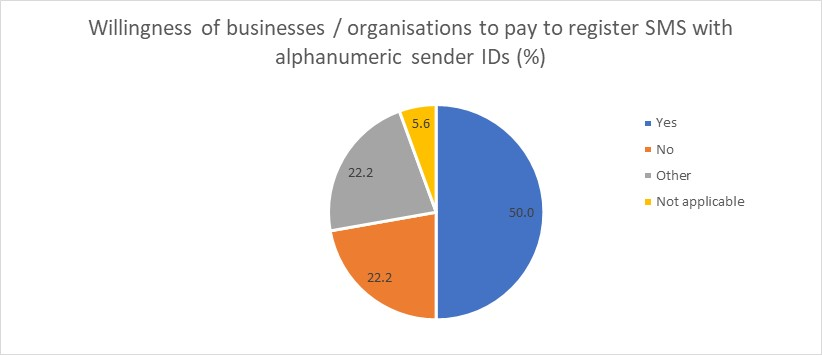 Willingness of businesses / organisations to pay to register SMS with
alphanumeric sender IDs (%)
5.6
22.2
50.0
22.2
Yes
No
Other
Not applicable